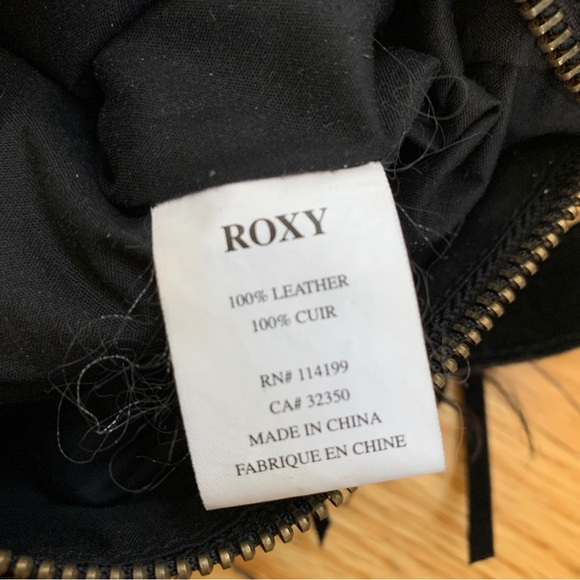 ROXY
100% LEATHER
100% CUIR
RN# 114199
CA# 32350
MADE IN CHINA
FABRIQUE EN CHINE